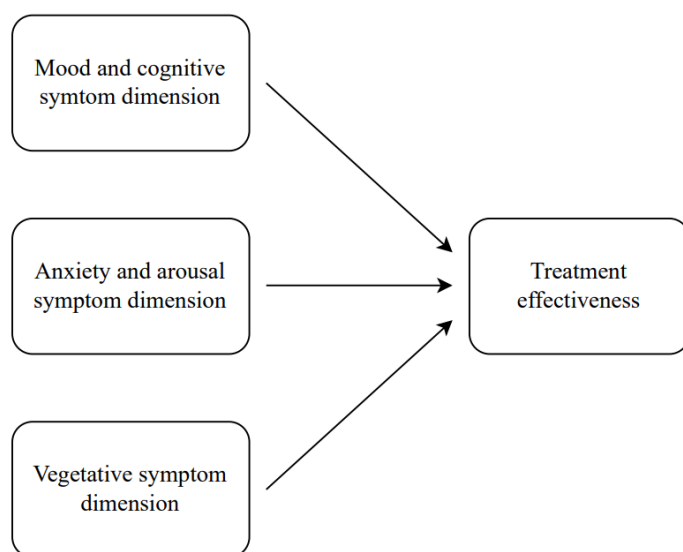 Mood and cognitive
symtom dimension
Anxiety and arousal
symptom dimension
Treatment
effectiveness
Vegetative symptom
dimension